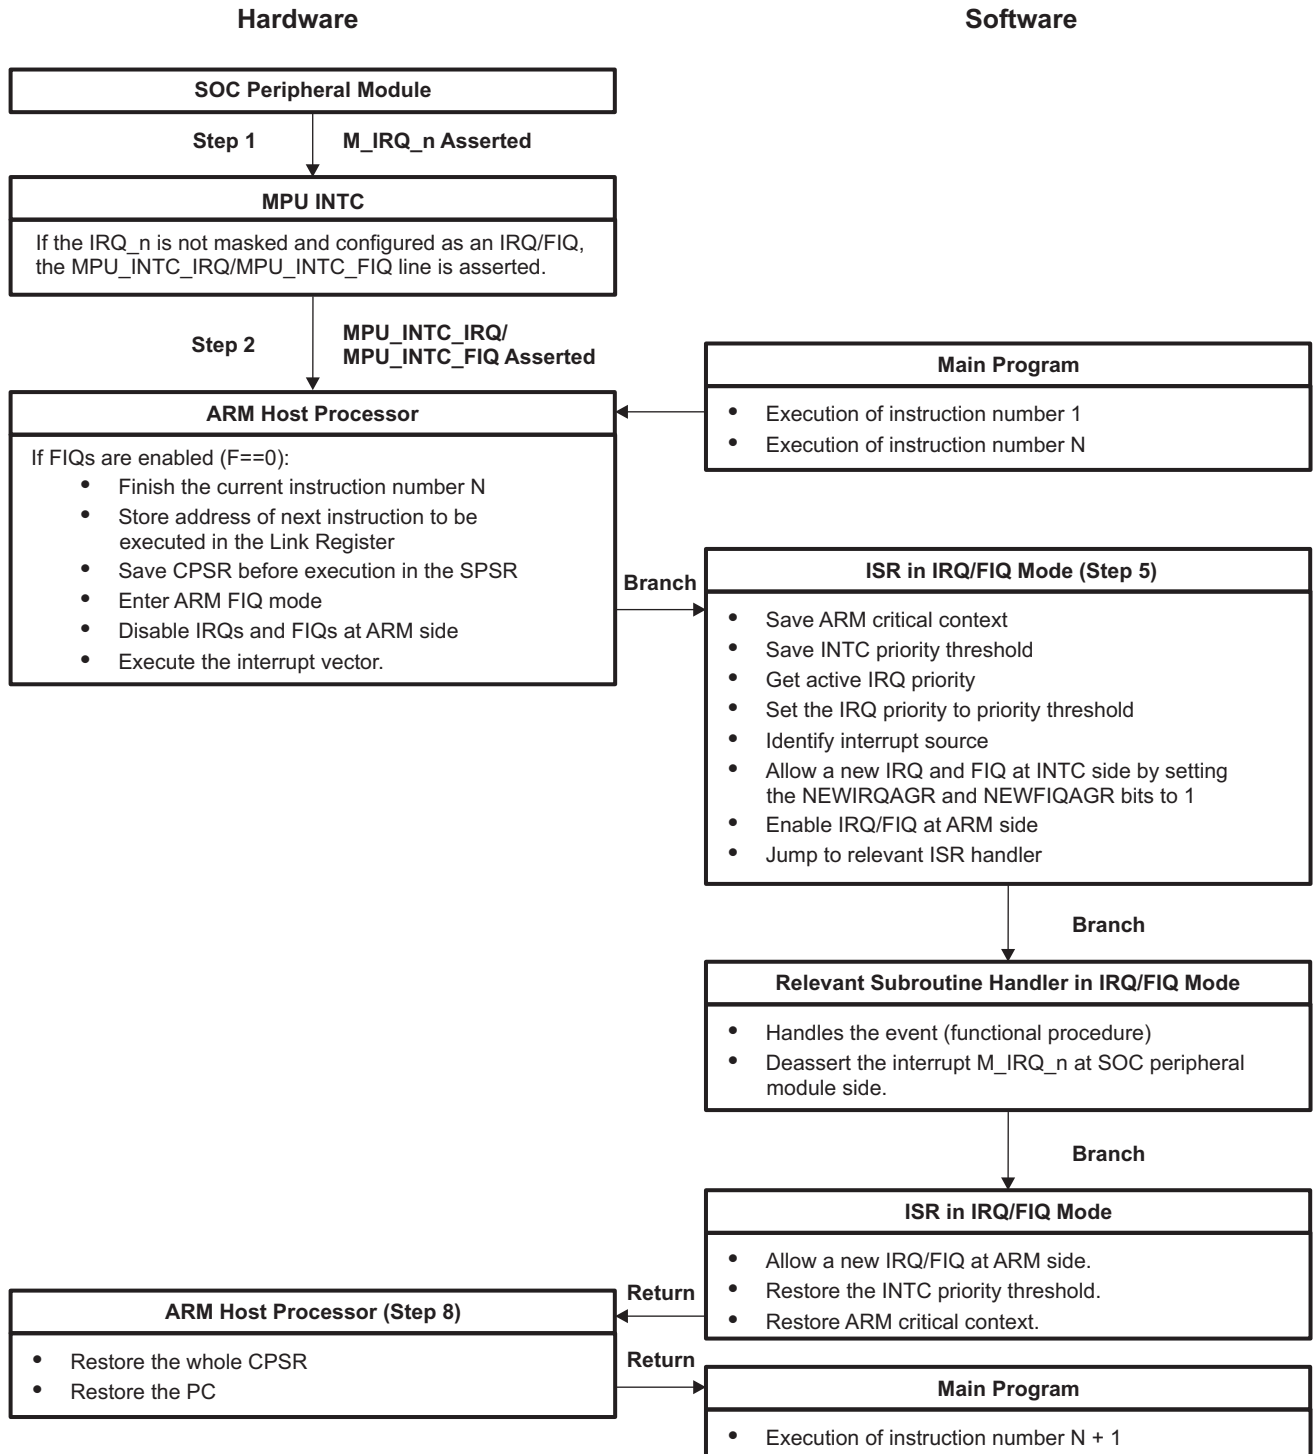 Hardware
Software
SOC Peripheral Module
Step 1
M_IRQ_n Asserted
MPU INTC
If the IRQ_n is not masked and configured as an IRQ/FIQ,
the MPU_INTC_IRQ/MPU_INTC_FIQ line is asserted.
Step 2
MPU_INTC_IRQ/
MPU_INTC_FIQ Asserted
Main Program
• Execution of instruction number 1
• Execution of instruction number N
ARM Host Processor
If FIQs are enabled (F==0):
• Finish the current instruction number N
• Store address of next instruction to be
executed in the Link Register
• Save CPSR before execution in the SPSR
• Enter ARM FIQ mode
• Disable IRQs and FIQs at ARM side
• Execute the interrupt vector.
Branch
ISR in IRQ/FIQ Mode (Step 5)
• Save ARM critical context
• Save INTC priority threshold
• Get active IRQ priority
• Set the IRQ priority to priority threshold
• Identify interrupt source
• Allow a new IRQ and FIQ at INTC side by setting
the NEWIRQAGR and NEWFIQAGR bits to 1
• Enable IRQ/FIQ at ARM side
• Jump to relevant ISR handler
Branch
Relevant Subroutine Handler in IRQ/FIQ Mode
• Handles the event (functional procedure)
• Deassert the interrupt M_IRQ_n at SOC peripheral
module side.
Branch
ISR in IRQ/FIQ Mode
• Allow a new IRQ/FIQ at ARM side.
• Restore the INTC priority threshold.
• Restore ARM critical context.
Return
ARM Host Processor (Step 8)
• Restore the whole CPSR
• Restore the PC
Return
Main Program
• Execution of instruction number N + 1